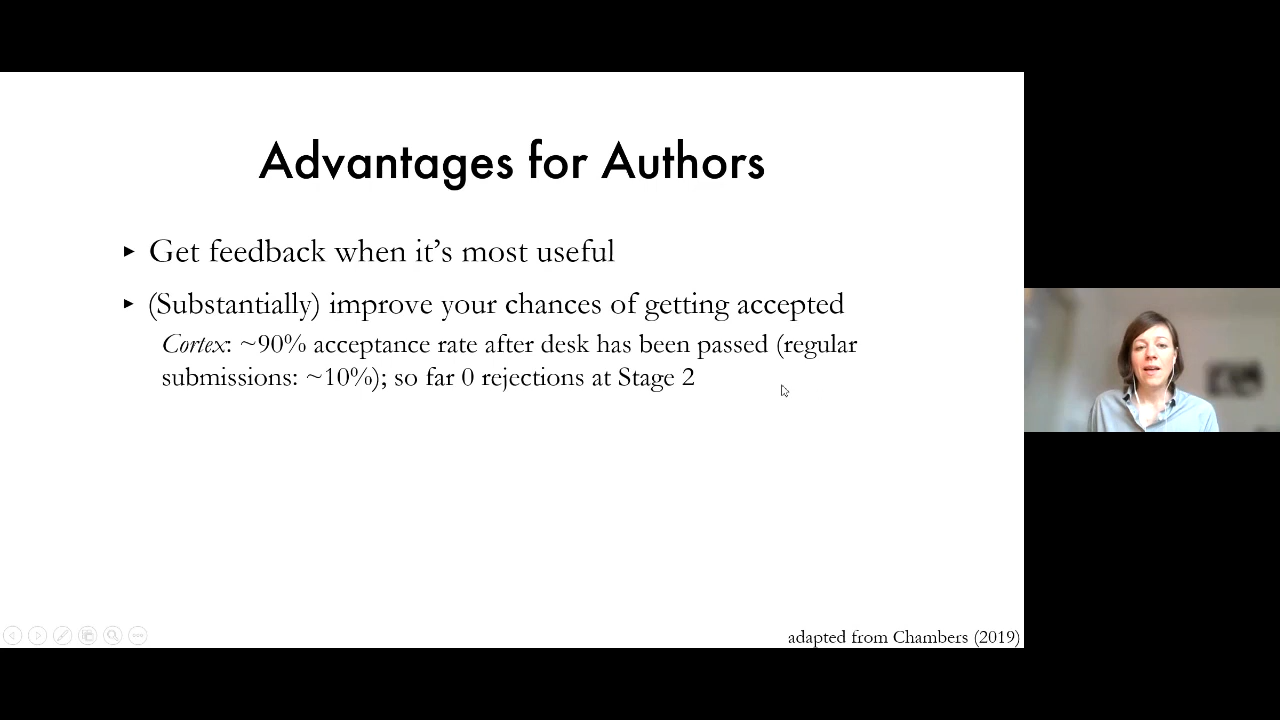 Advantages for Authors
▸ Get feedback when it's most useful
▸ (Substantially) improve your chances of getting accepted
Cortex: ~90% acceptance rate after desk has been passed (regular
submissions: ~10%); so far 0 rejections at Stage 2
adapted from Chambers (2019)